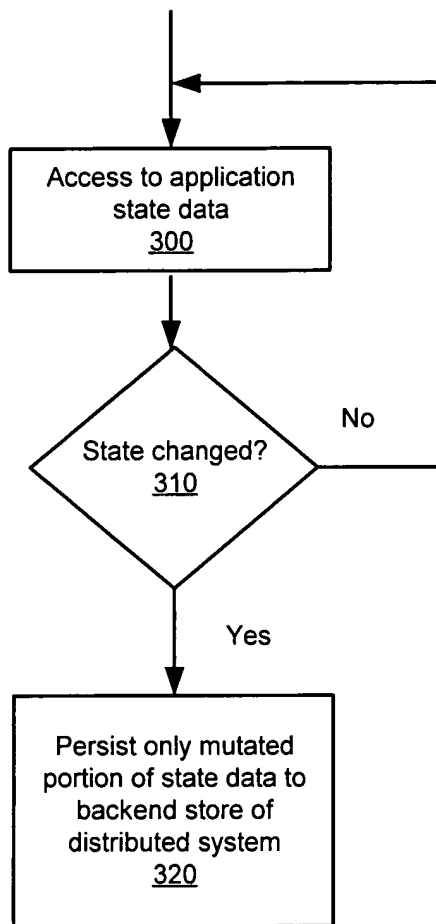 Access to application
state data
300
State changed?
310
No
Yes
Persist only mutated
portion of state data to
backend store of
distributed system
320